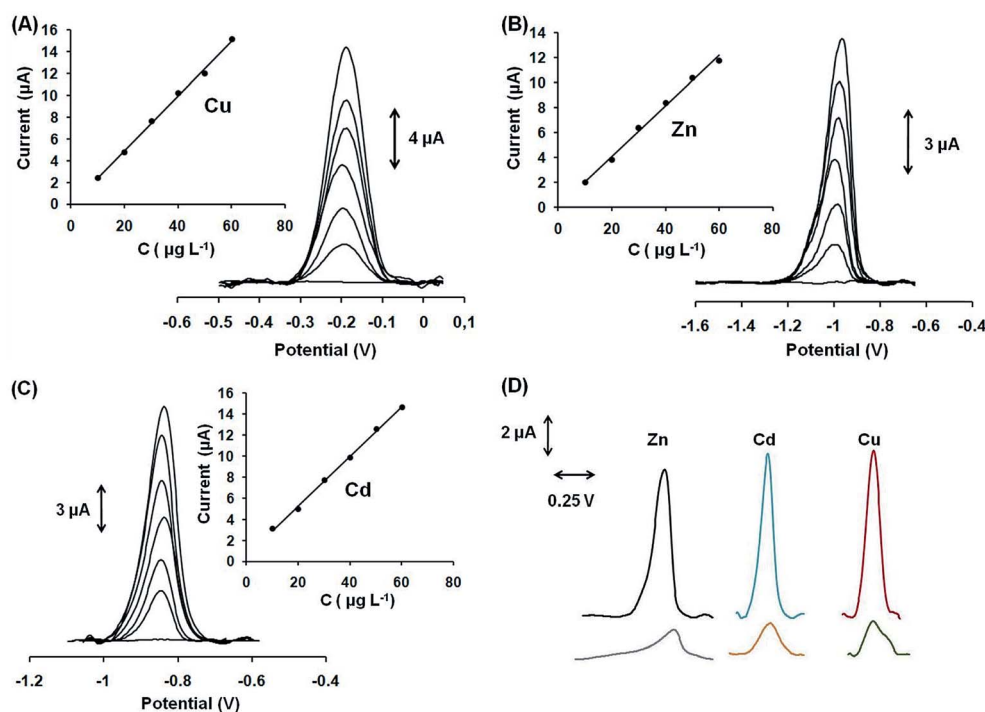 (A)
16
14
12
10
8
6
4
2
0
Current (µA)
Cu
0 20 40 60 80
C ( µg L-1)
4 µA
-0.6 -0.5 -0.4 -0.3 -0.2 -0.1 0 0,1
Potential (V)
(B)
14
12
10
8
6
4
2
0
Current (µA)
Zn
0 20 40 60 80
C ( µg L-1)
3 µA
-1.6 -1.4 -1.2 -1 -0.8 -0.6 -0.4
Potential (V)
(C)
3 µA
16
14
12
10
8
6
4
2
0
Current (µA)
Cd
0 20 40 60 80
C ( µg L-1)
-1.2 -1 -0.8 -0.6 -0.4
Potential (V)
(D)
2 µA
0.25 V
Zn Cd Cu